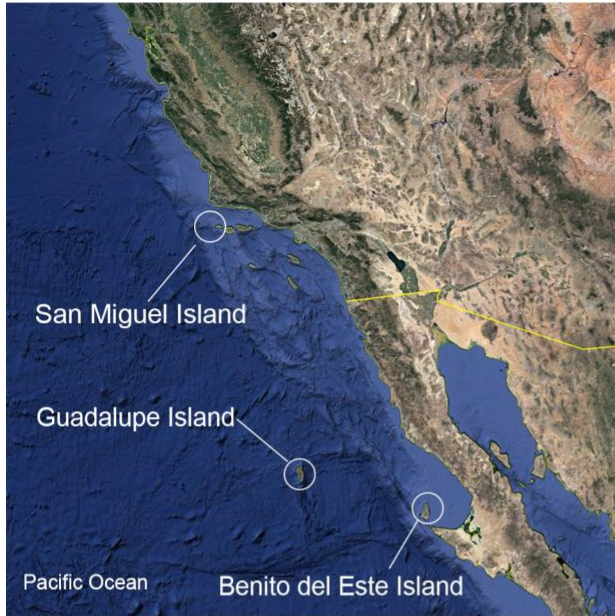 San Miguel Island
Guadalupe Island
Pacific Ocean
Benito del Este Island